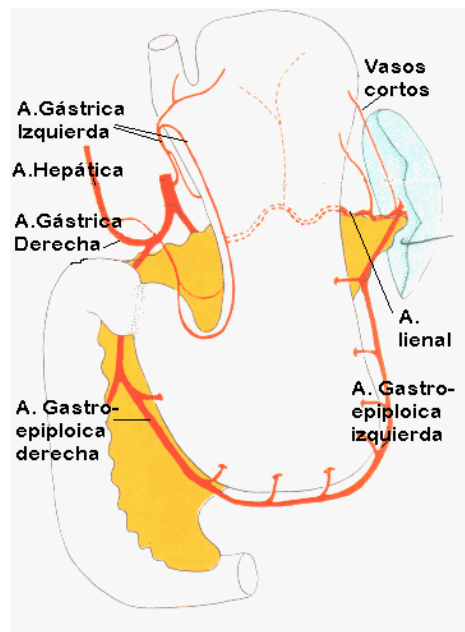 Vasos
cortos
A.Gástrica
Izquierda
A.Hepática
A.Gástrica
Derecha
A.
lienal
A. Gastro-
epiploica
izquierda
A. Gastro-
epiploica
derecha